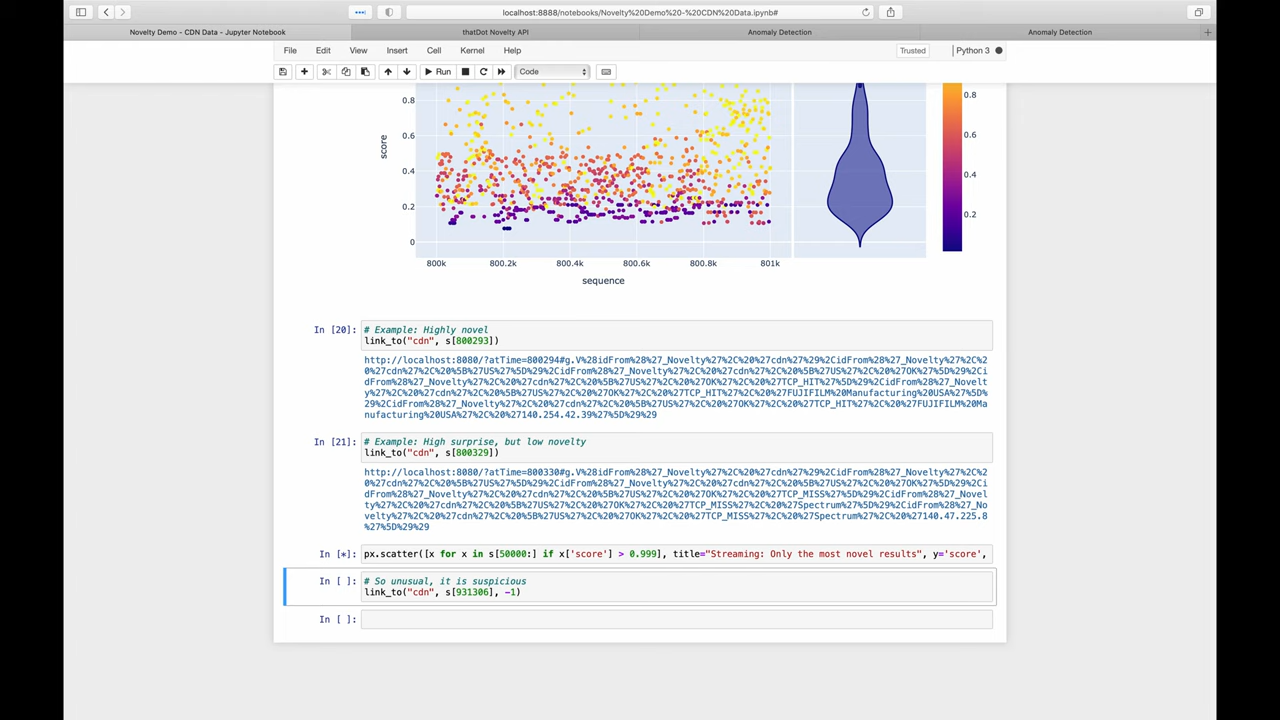 localhost:8888/notebooks/Novelty%20Demo%20-%20CDN%20Data.ipynb#
Novelty Demo - CDN Data - Jupyter Notebook
thatDot Novelty API
Anomaly Detection
Anomaly Detection
File Edit View Insert Cell Kernel Help
Trusted
Python 3
Run
Code
0.8
0.6
0.4
0.2
0
score
800k 800.2k 800.4k 800.6k 800.8k 801k
sequence
0.8
0.6
0.4
0.2
In [20]:
# Example: Highly novel
link_to("cdn", s[800293])
http://localhost:8080/?atTime=800294#g.V%28idFrom%28%27_Novelty%27%2C%20%27cdn%27%29%2CidFrom%28%27_Novelty%27%2C%2
0%27cdn%27%2C%20%5B%27US%27%5D%29%2CidFrom%28%27_Novelty%27%2C%20%27cdn%27%2C%20%5B%27US%27%2C%20%27OK%27%5D%29%2Ci
dFrom%28%27_Novelty%27%2C%20%27cdn%27%2C%20%5B%27US%27%2C%20%27OK%27%2C%20%27TCP_HIT%27%5D%29%2CidFrom%28%27_Novelt
y%27%2C%20%27cdn%27%2C%20%5B%27US%27%2C%20%27OK%27%2C%20%27TCP_HIT%27%2C%20%27FUJIFILM%20Manufacturing%20USA%27%5D%
29%2CidFrom%28%27_Novelty%27%2C%20%27cdn%27%2C%20%5B%27US%27%2C%20%27OK%27%2C%20%27TCP_HIT%27%2C%20%27FUJIFILM%20Ma
nufacturing%20USA%27%2C%20%27140.254.42.39%27%5D%29%29
In [21]:
# Example: High surprise, but low novelty
link_to("cdn", s[800329])
http://localhost:8080/?atTime=800330#g.V%28idFrom%28%27_Novelty%27%2C%20%27cdn%27%29%2CidFrom%28%27_Novelty%27%2C%2
0%27cdn%27%2C%20%5B%27US%27%5D%29%2CidFrom%28%27_Novelty%27%2C%20%27cdn%27%2C%20%5B%27US%27%2C%20%27OK%27%5D%29%2Ci
dFrom%28%27_Novelty%27%2C%20%27cdn%27%2C%20%5B%27US%27%2C%20%27OK%27%2C%20%27TCP_MISS%27%5D%29%2CidFrom%28%27_Novel
ty%27%2C%20%27cdn%27%2C%20%5B%27US%27%2C%20%27OK%27%2C%20%27TCP_MISS%27%2C%20%27Spectrum%27%5D%29%2CidFrom%28%27_No
velty%27%2C%20%27cdn%27%2C%20%5B%27US%27%2C%20%27OK%27%2C%20%27TCP_MISS%27%2C%20%27Spectrum%27%2C%20%27140.47.225.8
%27%5D%29%29
In [*]:
px.scatter([x for x in s[50000:] if x['score'] > 0.999], title="Streaming: Only the most novel results", y='score',
In [ ]:
# So unusual, it is suspicious
link_to("cdn", s[931306], -1)
In [ ]: